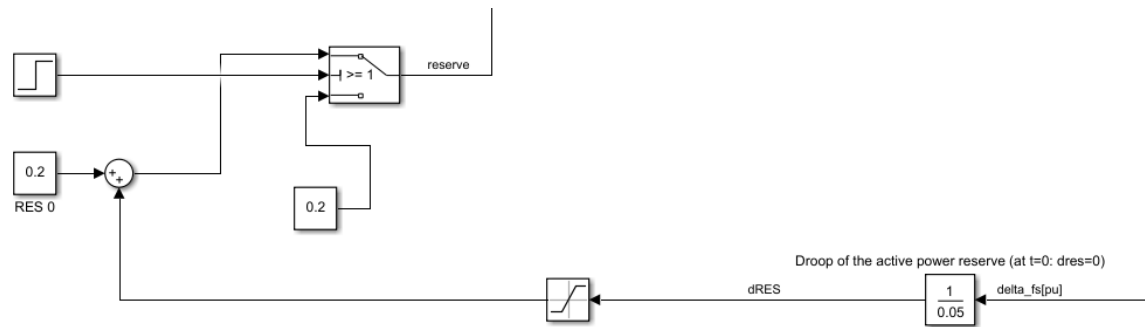 reserve
>= 1
0.2
+
+
RES 0
0.2
Droop of the active power reserve (at t=0: dres=0)
dRES
1
0.05
delta_fs[pu]